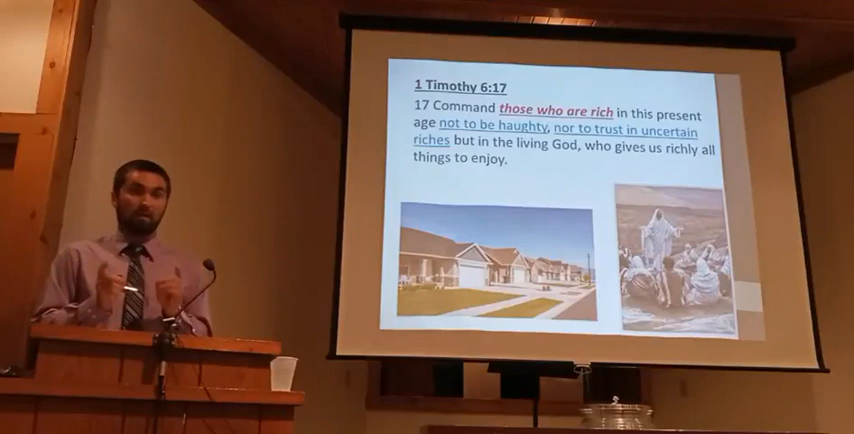 1 Timothy 6:17
17 Command those who are rich in this present
age not to be haughty, nor to trust in uncertain
riches but in the living God, who gives us richly all
things to enjoy.